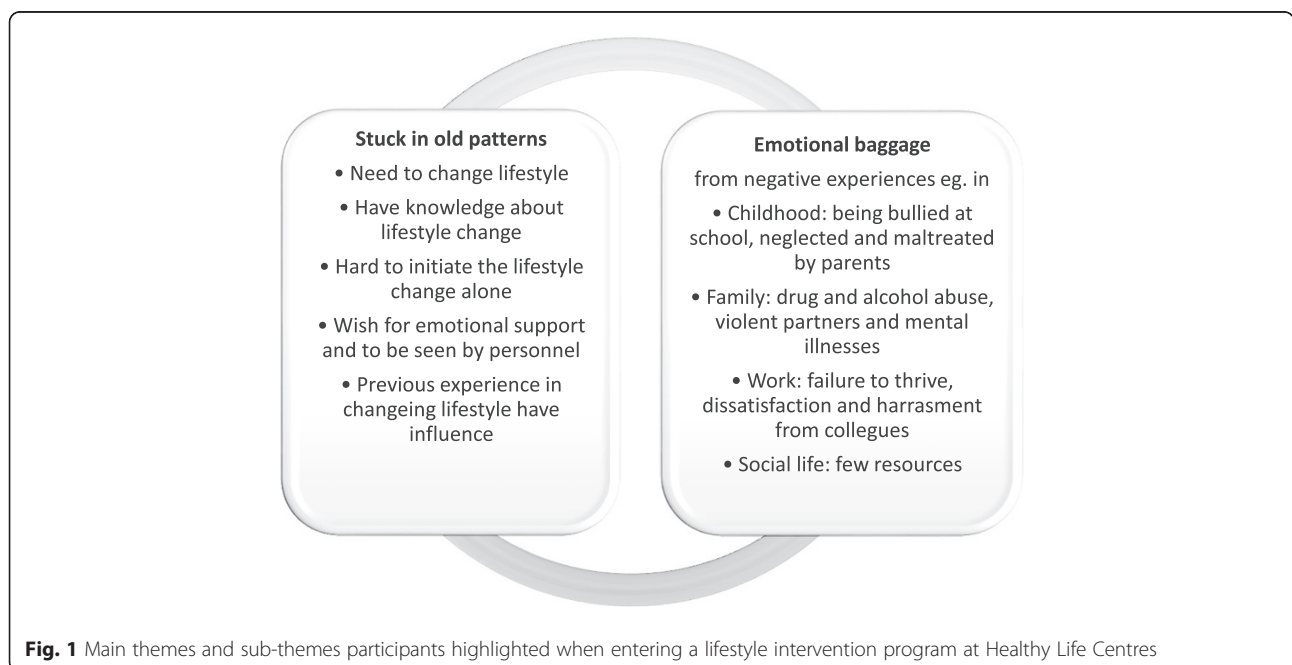 Stuck in old patterns
• Need to change lifestyle
• Have knowledge about
lifestyle change
• Hard to initiate the lifestyle
change alone
• Wish for emotional support
and to be seen by personnel
• Previous experience in
changeing lifestyle have
influence
Emotional baggage
from negative experiences eg. in
• Childhood: being bullied at
school, neglected and maltreated
by parents
• Family: drug and alcohol abuse,
violent partners and mental
illnesses
• Work: failure to thrive,
dissatisfaction and harrasment
from collegues
• Social life: few resources
Fig. 1 Main themes and sub-themes participants highlighted when entering a lifestyle intervention program at Healthy Life Centres